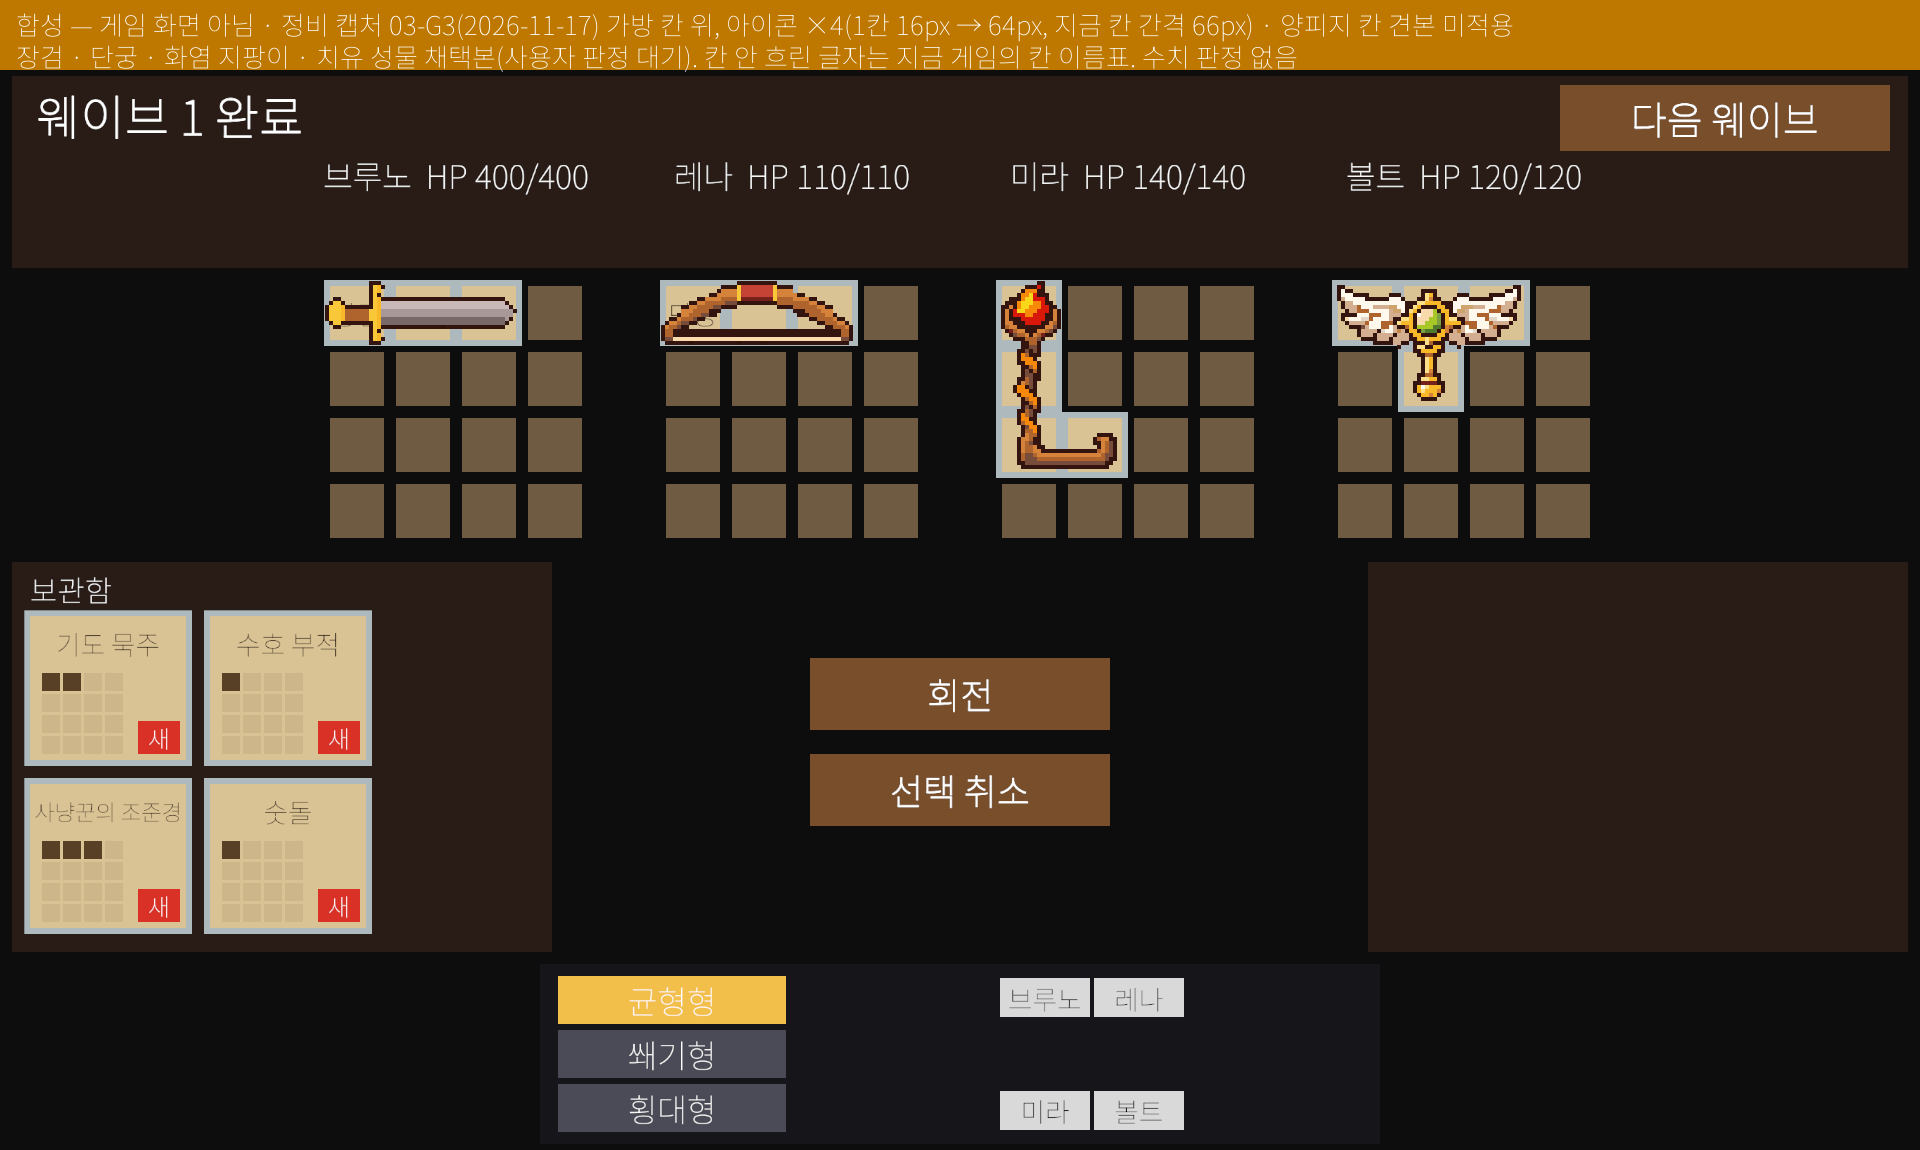 합성 — 게임 화면 아님 · 정비 캡처 03-G3(2026-11-17) 가방 칸 위, 아이콘 ×4(1칸 16px → 64px, 지금 칸 간격 66px) · 양피지 칸 견본 미적용
장검 · 단궁 · 화염 지팡이 · 치유 성물 채택본(사용자 판정 대기). 칸 안 흐린 글자는 지금 게임의 칸 이름표. 수치 판정 없음
웨이브 1 완료
다음 웨이브
브루노 HP 400/400
레나 HP 110/110
미라 HP 140/140
볼트 HP 120/120
보관함
기도 묵주
새
수호 부적
새
사냥꾼의 조준경
새
숫돌
새
회전
선택 취소
균형형
쐐기형
횡대형
브루노
레나
미라
볼트